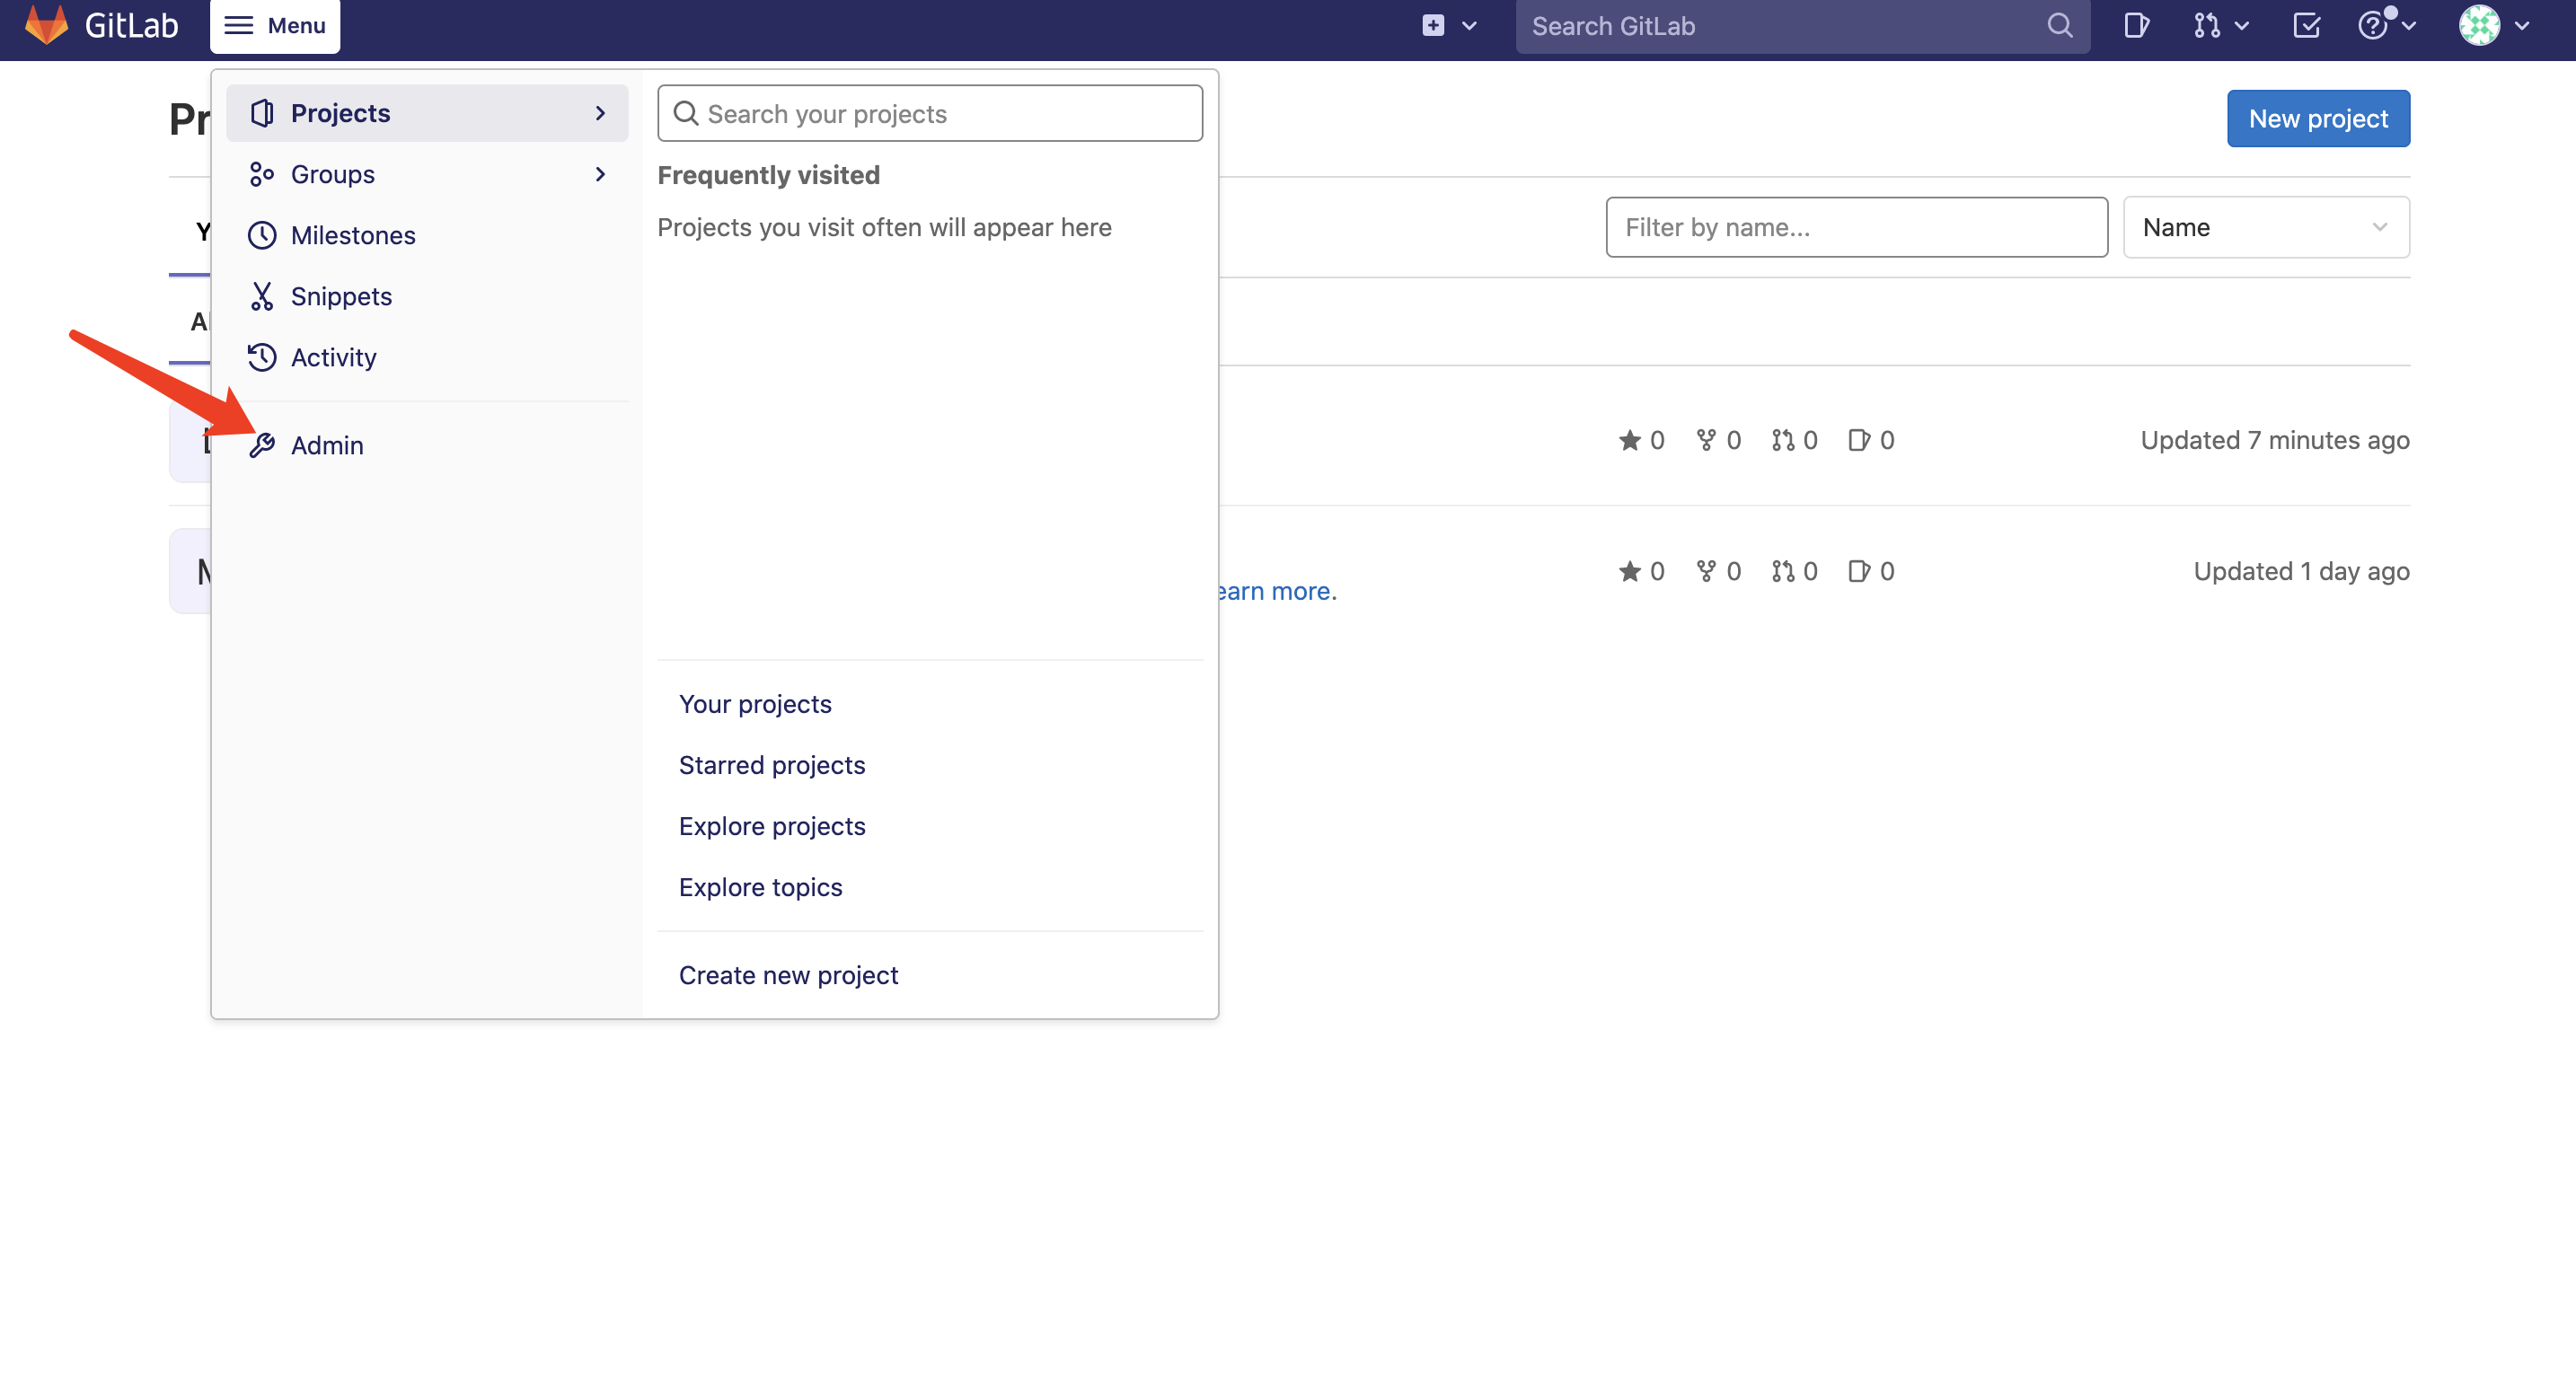 GitLab
Menu
Search GitLab
Projects
Search your projects
New project
Groups
Frequently visited
Milestones
Projects you visit often will appear here
Filter by name...
Name
Snippets
Activity
Admin
0 0 0 0
Updated 7 minutes ago
earn more.
0 0 0 0
Updated 1 day ago
Your projects
Starred projects
Explore projects
Explore topics
Create new project